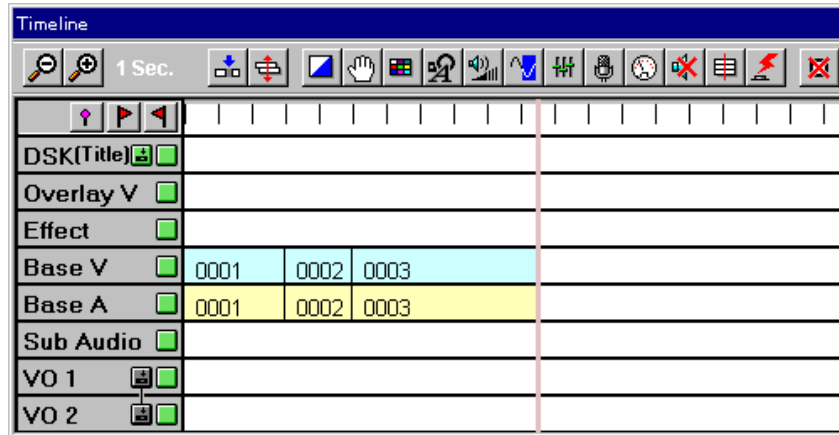 Timeline
1 Sec.
DSK(Title)
Overlay V
Effect
Base V 0001 0002 0003
Base A 0001 0002 0003
Sub Audio
VO 1
VO 2